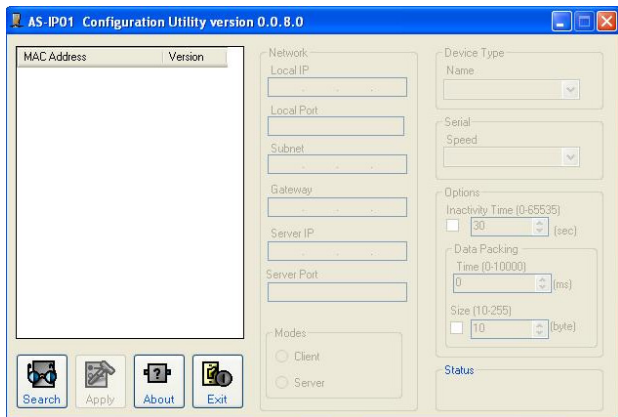 AS-IP01 Configuration Utility version 0.0.8.0
MAC Address Version
Network
Local IP
Local Port
Subnet
Gateway
Server IP
Server Port
Modes
Client
Server
Device Type
Name
Serial
Speed
Options
Inactivity Time (0-65535)
30 (sec)
Data Packing
Time (0-10000)
0 (ms)
Size (10-255)
10 (byte)
Status
Search Apply About Exit